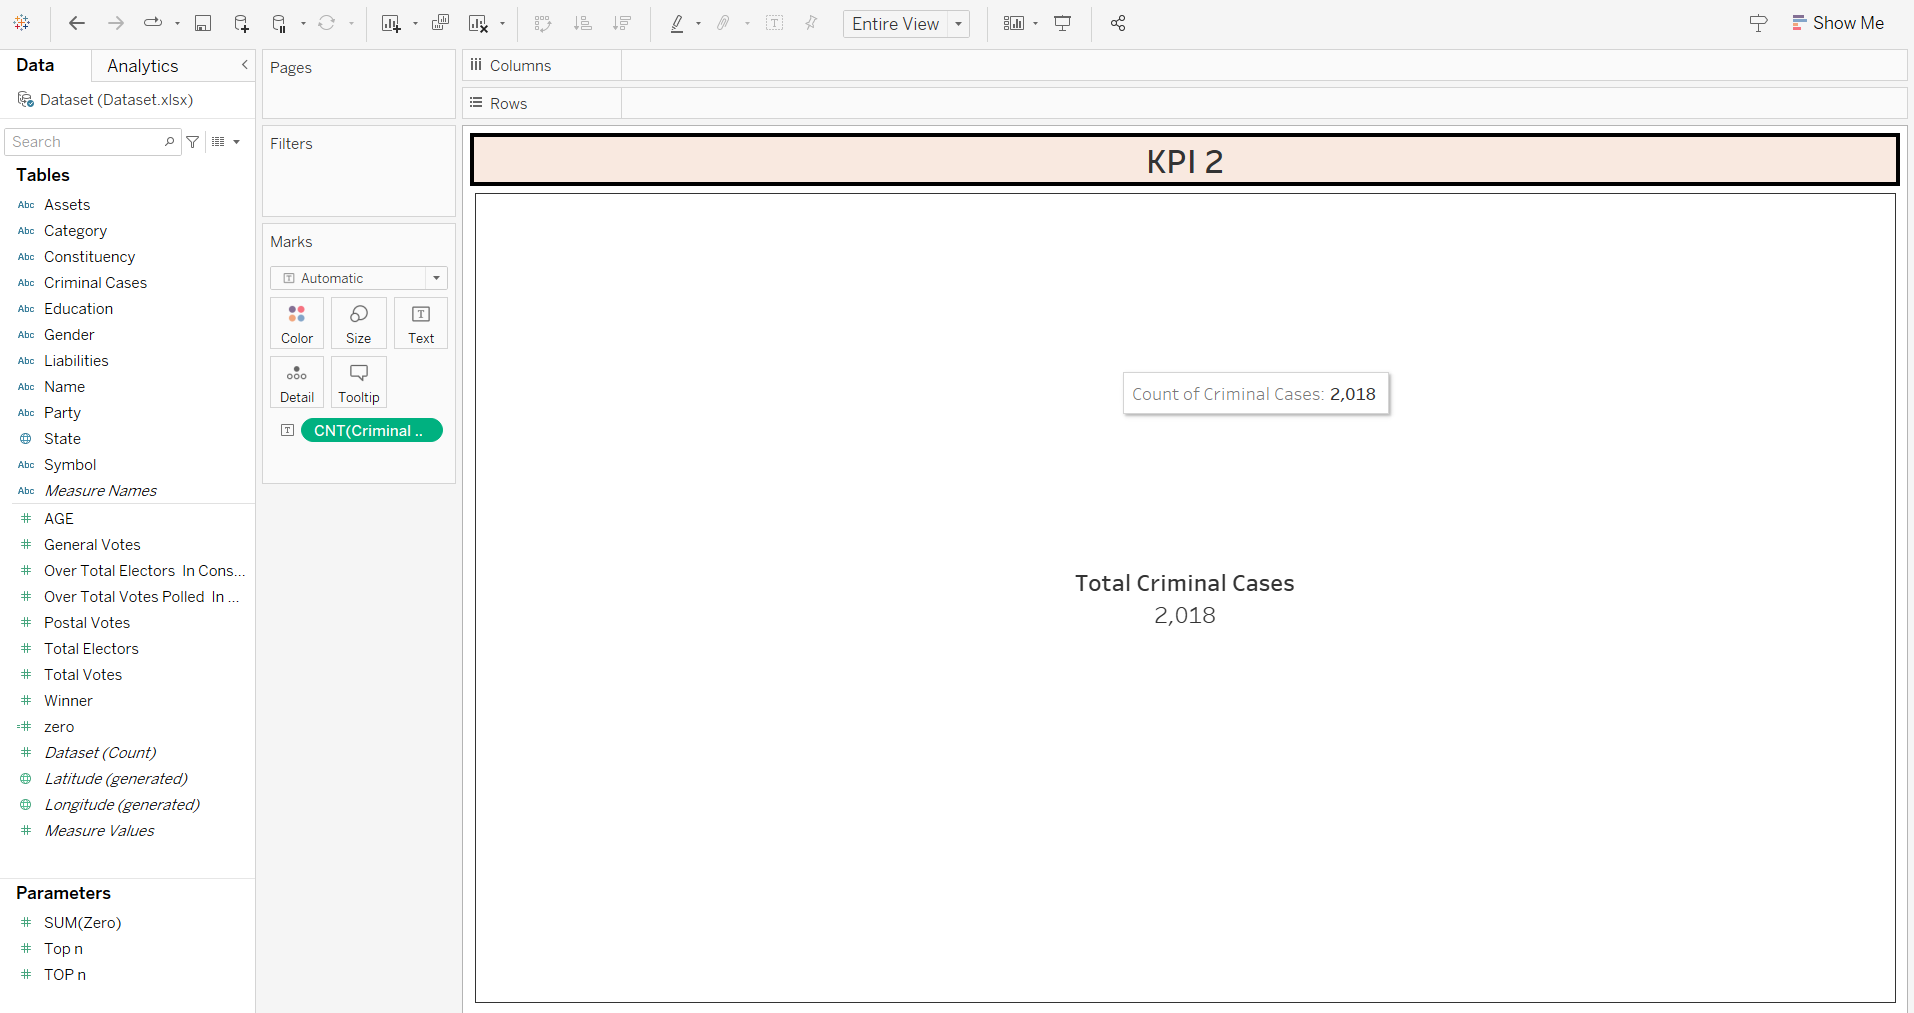 Entire View
Show Me
Data
Analytics
Dataset (Dataset.xlsx)
Search
Tables
Abc Assets
Abc Category
Abc Constituency
Abc Criminal Cases
Abc Education
Abc Gender
Abc Liabilities
Abc Name
Abc Party
State
Abc Symbol
Abc Measure Names
# AGE
# General Votes
# Over Total Electors In Cons...
# Over Total Votes Polled In ...
# Postal Votes
# Total Electors
# Total Votes
# Winner
=# zero
# Dataset (Count)
Latitude (generated)
Longitude (generated)
# Measure Values
Parameters
# SUM(Zero)
# Top n
# TOP n
Pages
Filters
Marks
T Automatic
Color
Size
T
Text
Detail
Tooltip
T CNT(Criminal ..
Columns
Rows
KPI 2
Count of Criminal Cases: 2,018
Total Criminal Cases
2,018